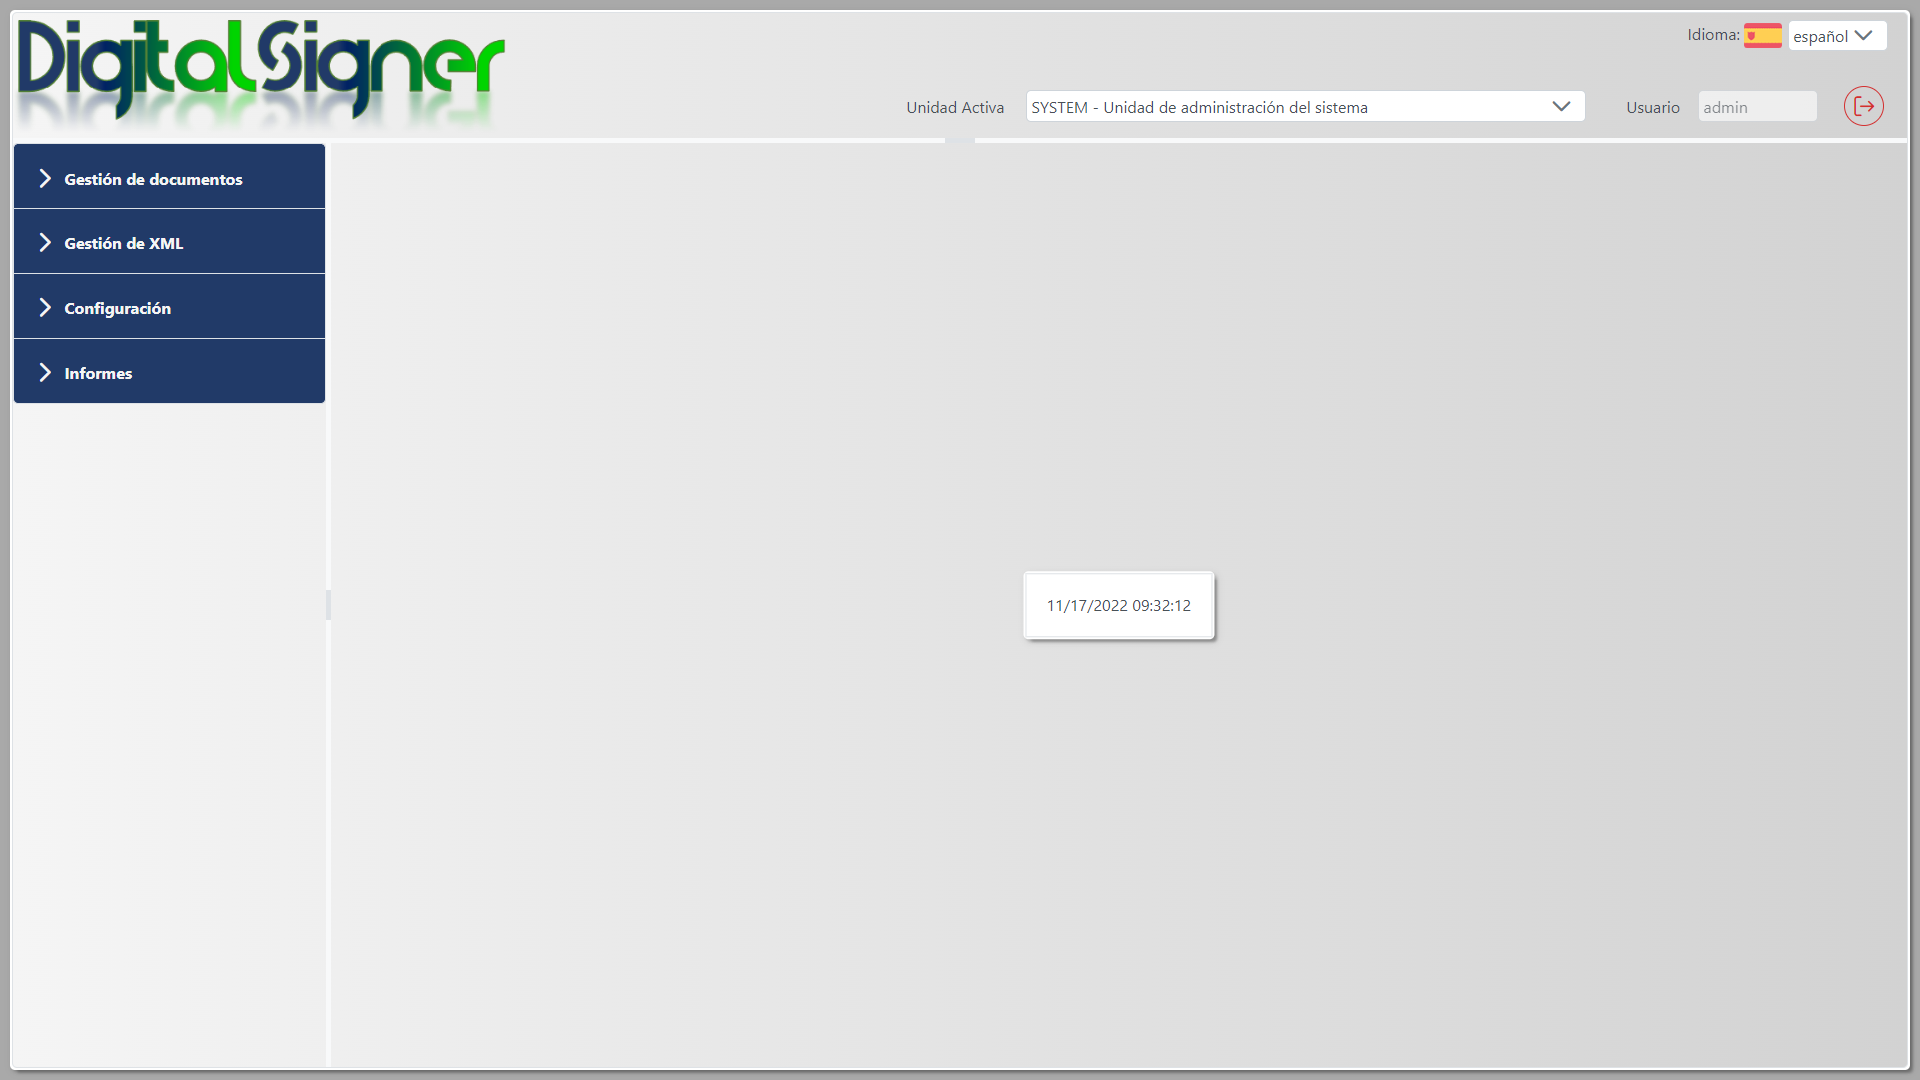 DigitalSigner
Idioma: español
Unidad Activa SYSTEM - Unidad de administración del sistema Usuario admin
Gestión de documentos
Gestión de XML
Configuración
Informes
11/17/2022 09:32:12